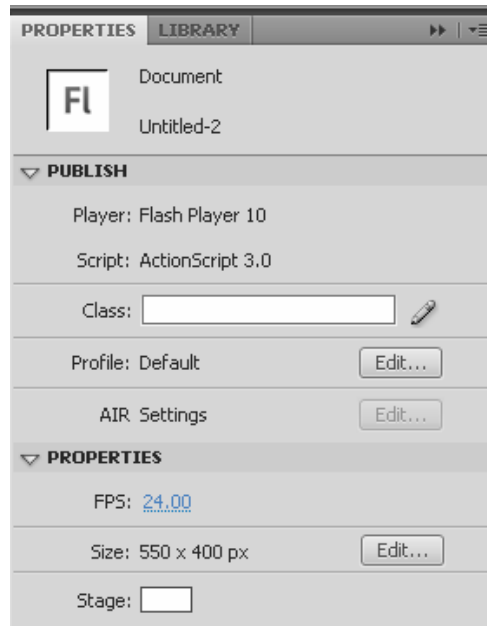 PROPERTIES LIBRARY
Fl
Document
Untitled-2
PUBLISH
Player: Flash Player 10
Script: ActionScript 3.0
Class:
Profile: Default Edit...
AIR Settings Edit...
PROPERTIES
FPS: 24.00
Size: 550 x 400 px Edit...
Stage: